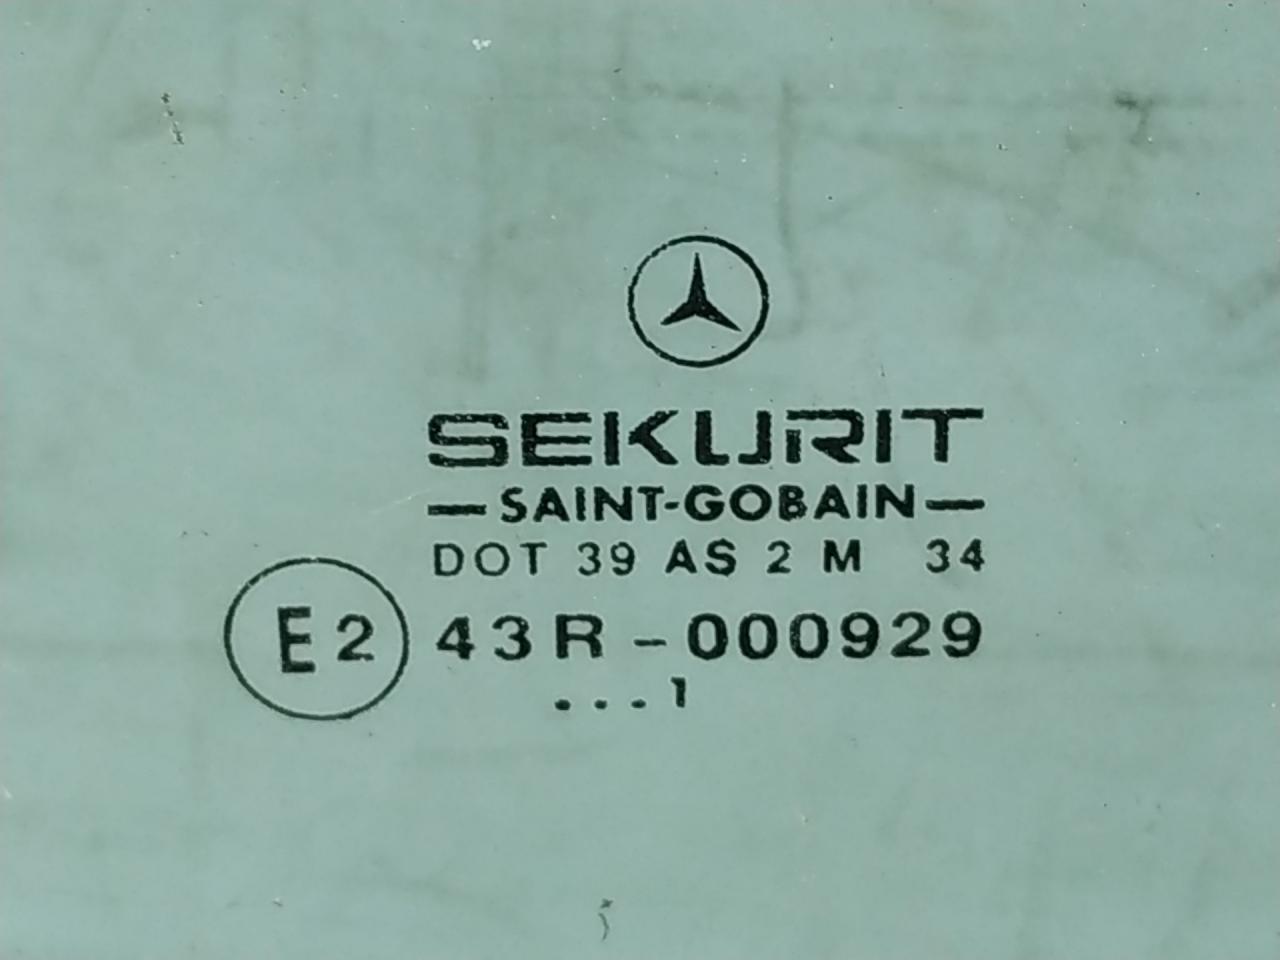 SEKURIT
—SAINT-GOBAIN—
DOT 39 AS 2 M 34
E2 43R-000929
...1